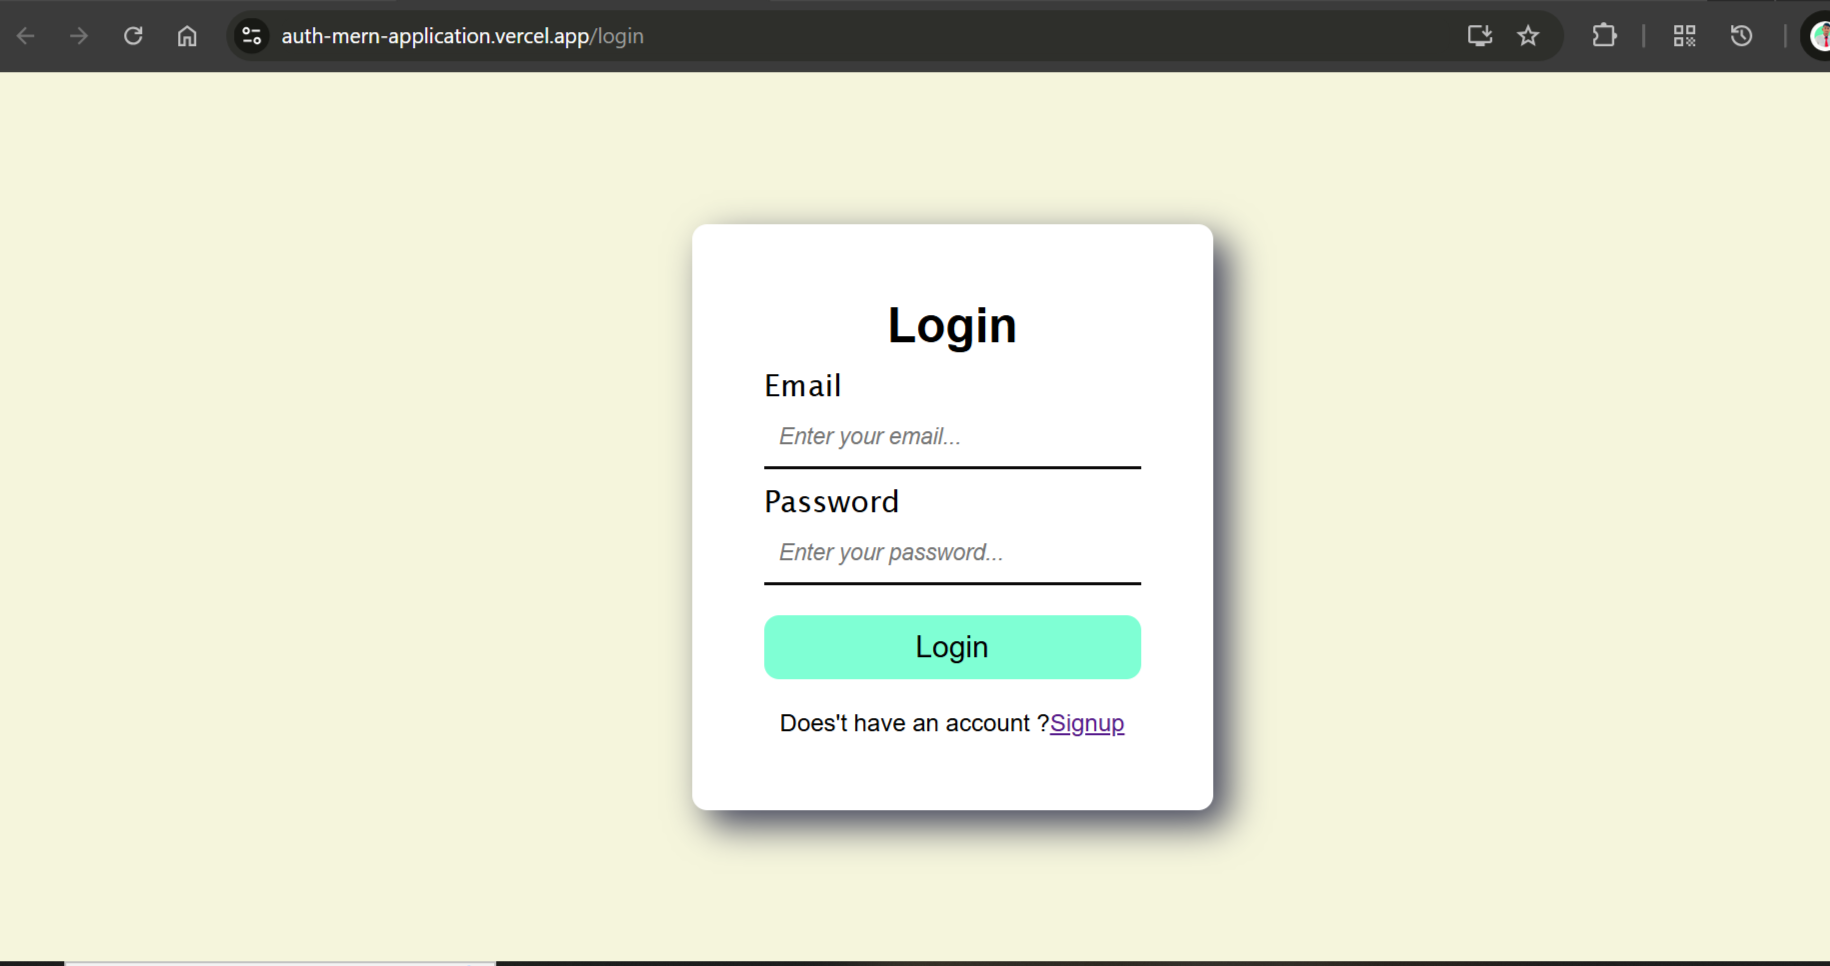 auth-mern-application.vercel.app/login
Login
Email
Enter your email...
Password
Enter your password...
Login
Does't have an account ?Signup